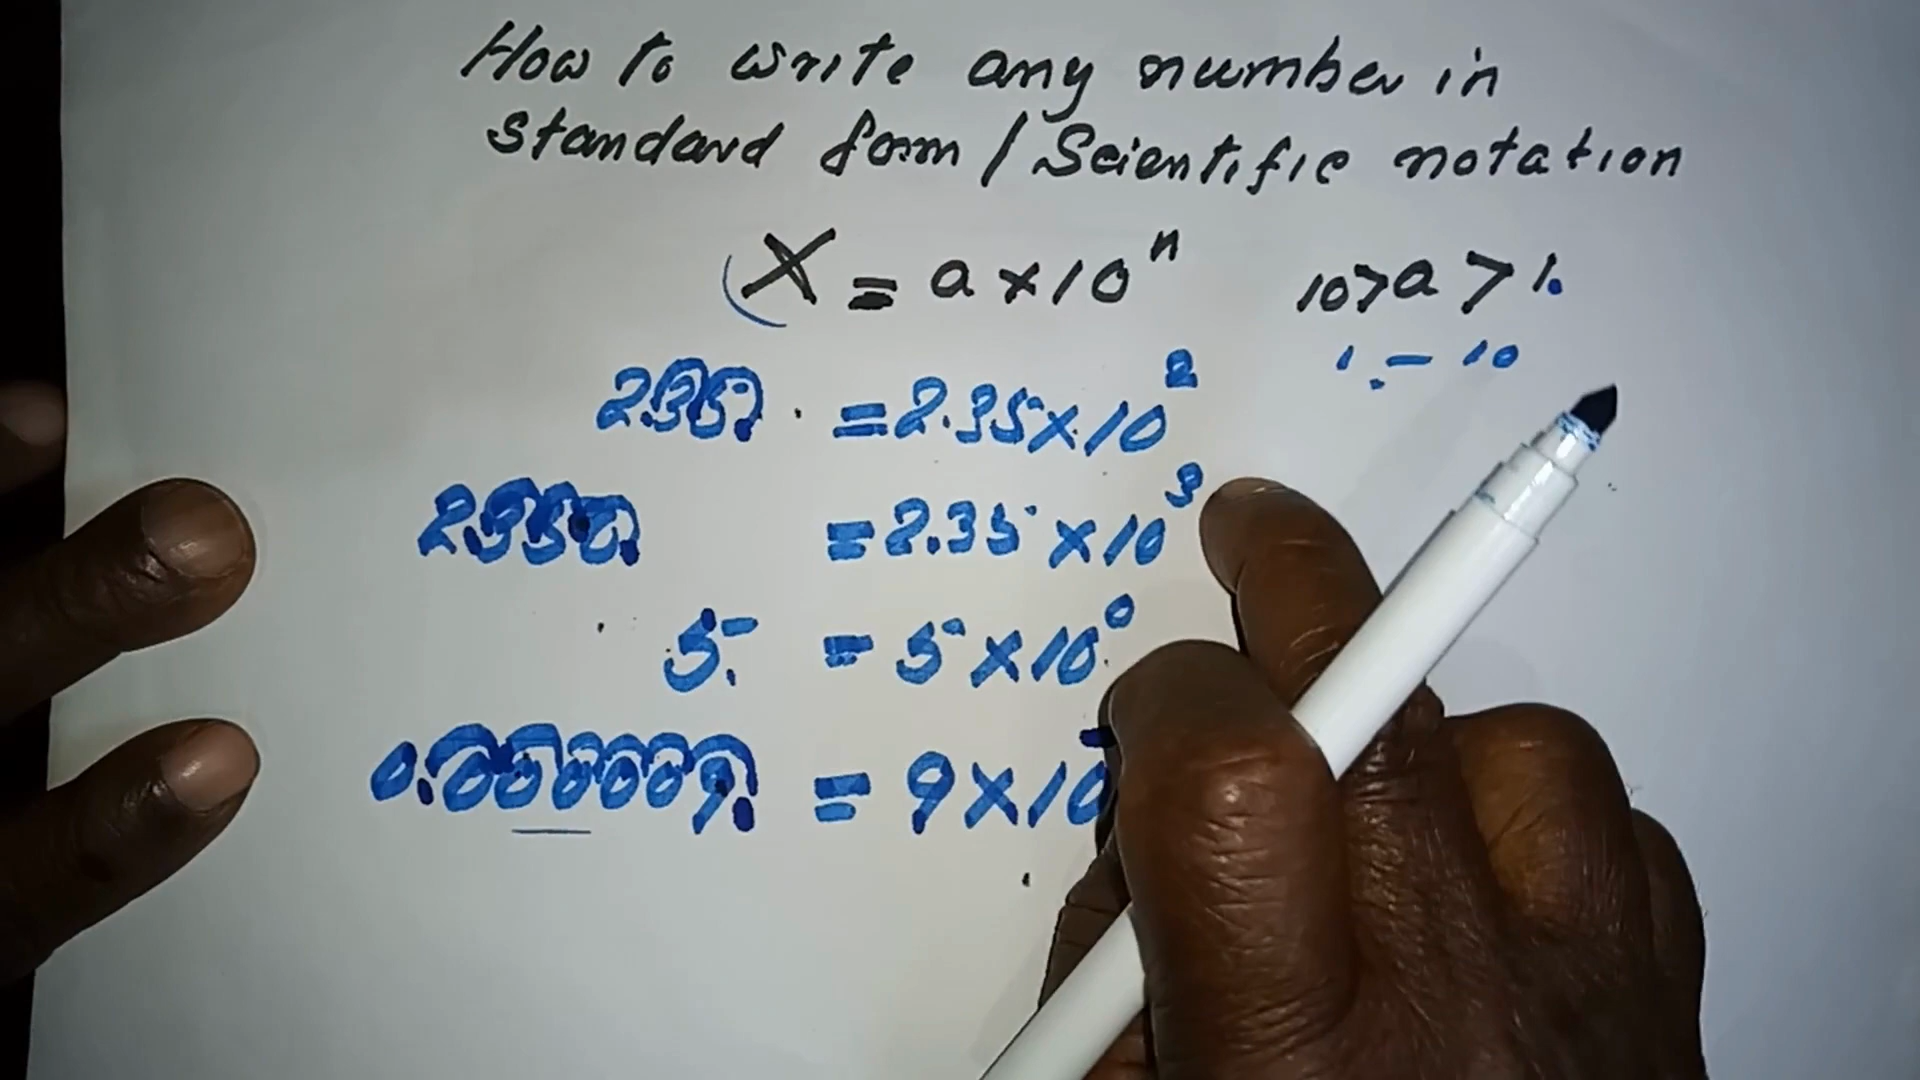 How to write any number in
Standard form / Scientific notation
X = a × 10ⁿ 10 > a > 1.
1. - 10
235. = 2.35 × 10²
2350. = 2.35 × 10³
5. = 5 × 10⁰
0.000009. = 9 × 10⁻